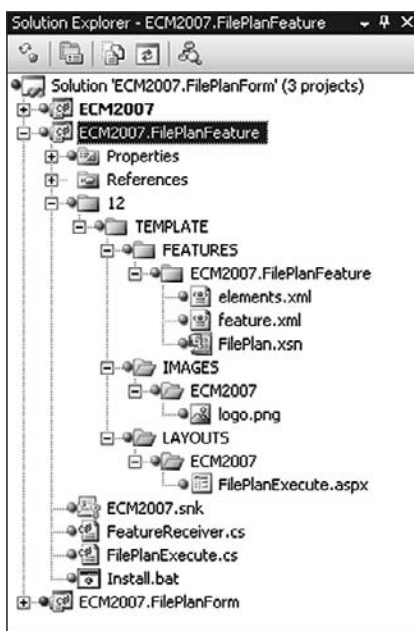 Solution Explorer - ECM2007.FilePlanFeature
Solution 'ECM2007.FilePlanForm' (3 projects)
ECM2007
ECM2007.FilePlanFeature
Properties
References
12
TEMPLATE
FEATURES
ECM2007.FilePlanFeature
elements.xml
feature.xml
FilePlan.xsn
IMAGES
ECM2007
logo.png
LAYOUTS
ECM2007
FilePlanExecute.aspx
ECM2007.snk
FeatureReceiver.cs
FilePlanExecute.cs
Install.bat
ECM2007.FilePlanForm